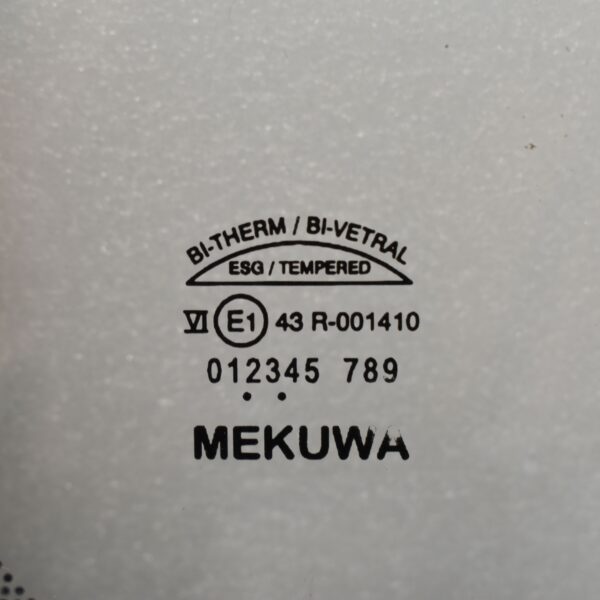 BI-THERM / BI-VETRAL
ESG / TEMPERED
VI E1 43 R-001410
012345 789
MEKUWA